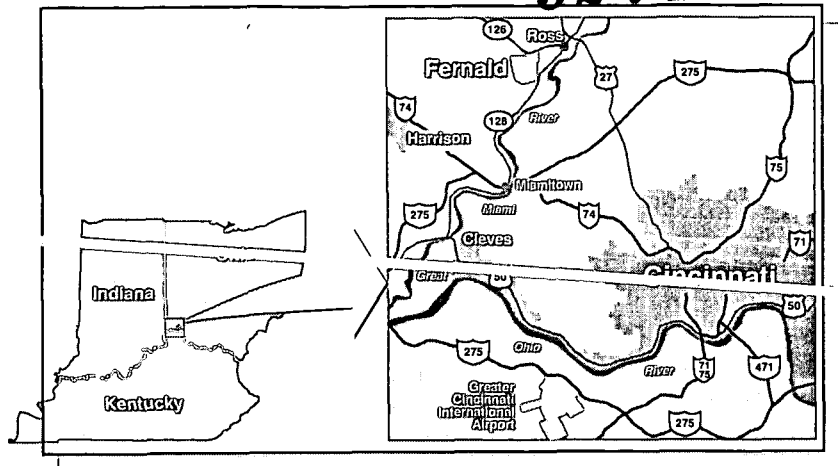 126
Ross
Fernald
27
275
74
128
River
Harrison
75
Miamitown
Miami
275
74
71
Cleves
Great
50
Cincinnati
50
Indiana
Ohio
275
71
75
471
River
Kentucky
Greater
Cincinnati
International
Airport
275